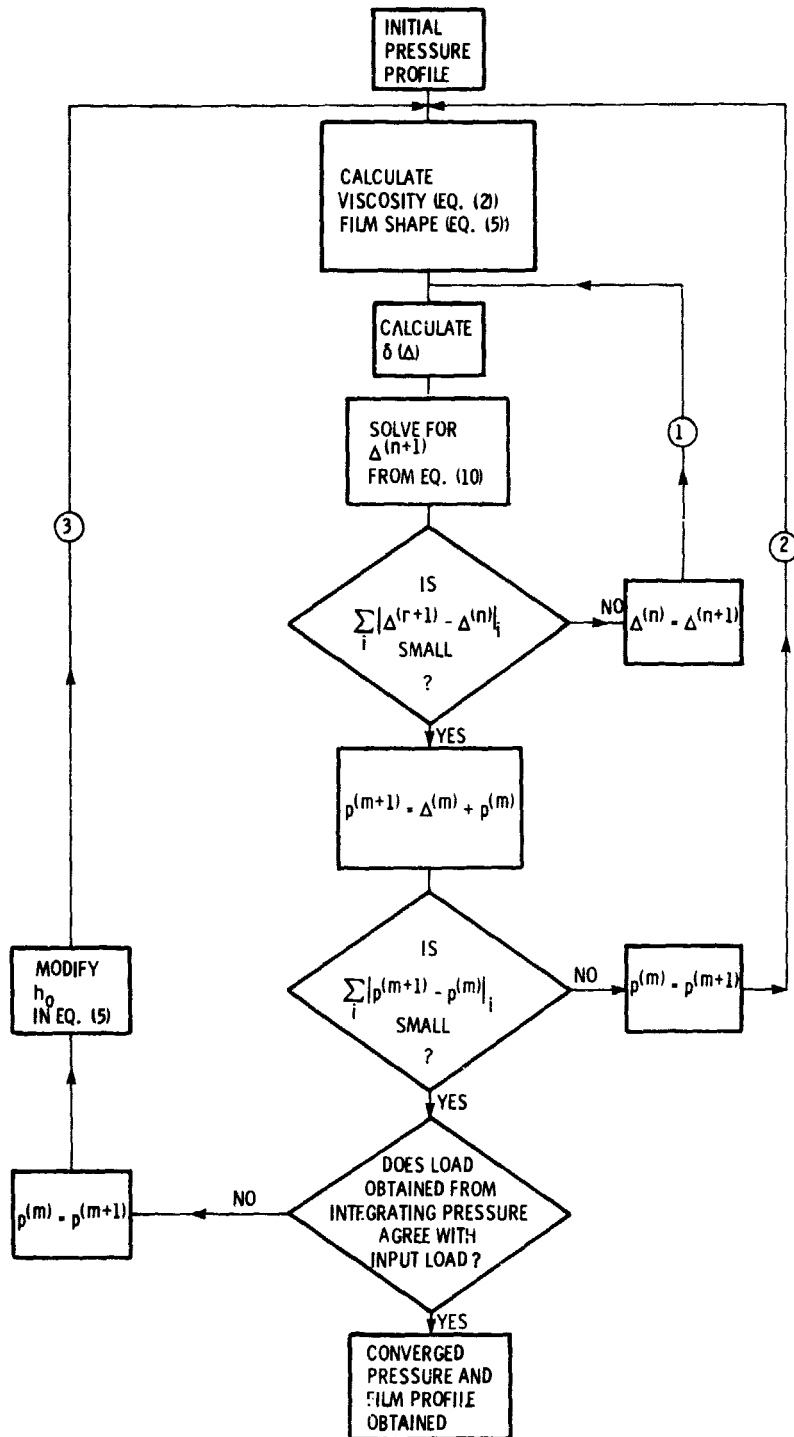 INITIAL
PRESSURE
PROFILE
CALCULATE
VISCOSITY (EQ. (2))
FILM SHAPE (EQ. (5))
CALCULATE
δ(Δ)
1
SOLVE FOR
Δ(n+1)
FROM EQ. (10)
3
2
IS
∑i |Δ(r+1) - Δ(n)|i
SMALL
?
NO
Δ(n) = Δ(n+1)
YES
p(m+1) = Δ(m) + p(m)
IS
∑i |p(m+1) - p(m)|i
SMALL
?
NO
p(m) = p(m+1)
MODIFY
h0
IN EQ. (5)
YES
DOES LOAD
OBTAINED FROM
INTEGRATING PRESSURE
AGREE WITH
INPUT LOAD ?
NO
p(m) = p(m+1)
YES
CONVERGED
PRESSURE AND
FILM PROFILE
OBTAINED